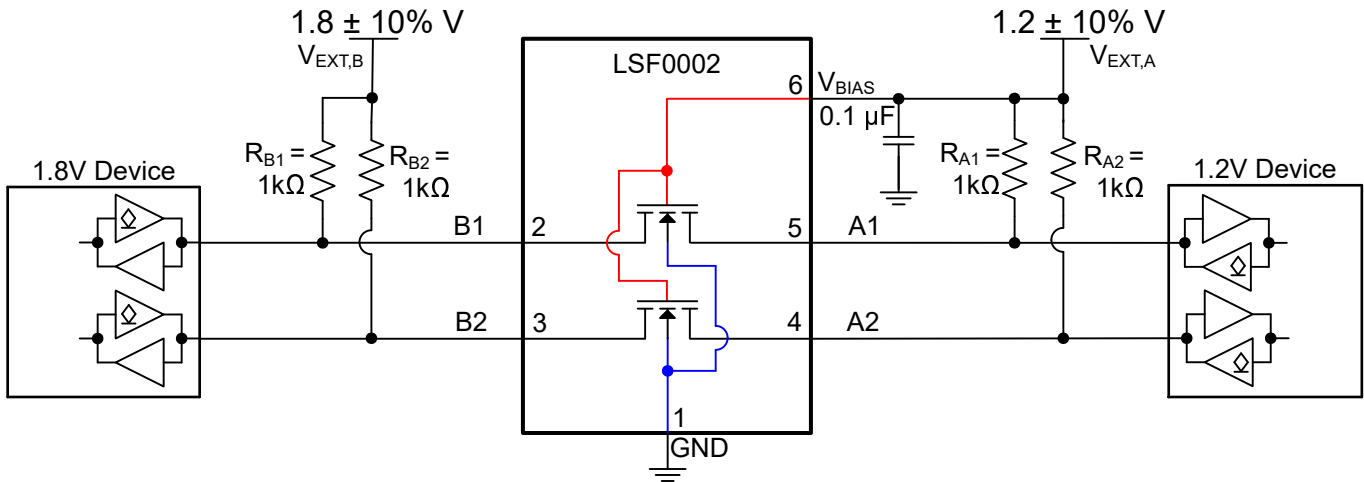 1.8 ± 10% V
V_EXT,B
1.2 ± 10% V
V_EXT,A
LSF0002
6
V_BIAS
0.1 µF
R_B1 =
1kΩ
R_B2 =
1kΩ
R_A1 =
1kΩ
R_A2 =
1kΩ
1.8V Device
1.2V Device
B1
2
5
A1
B2
3
4
A2
1
GND